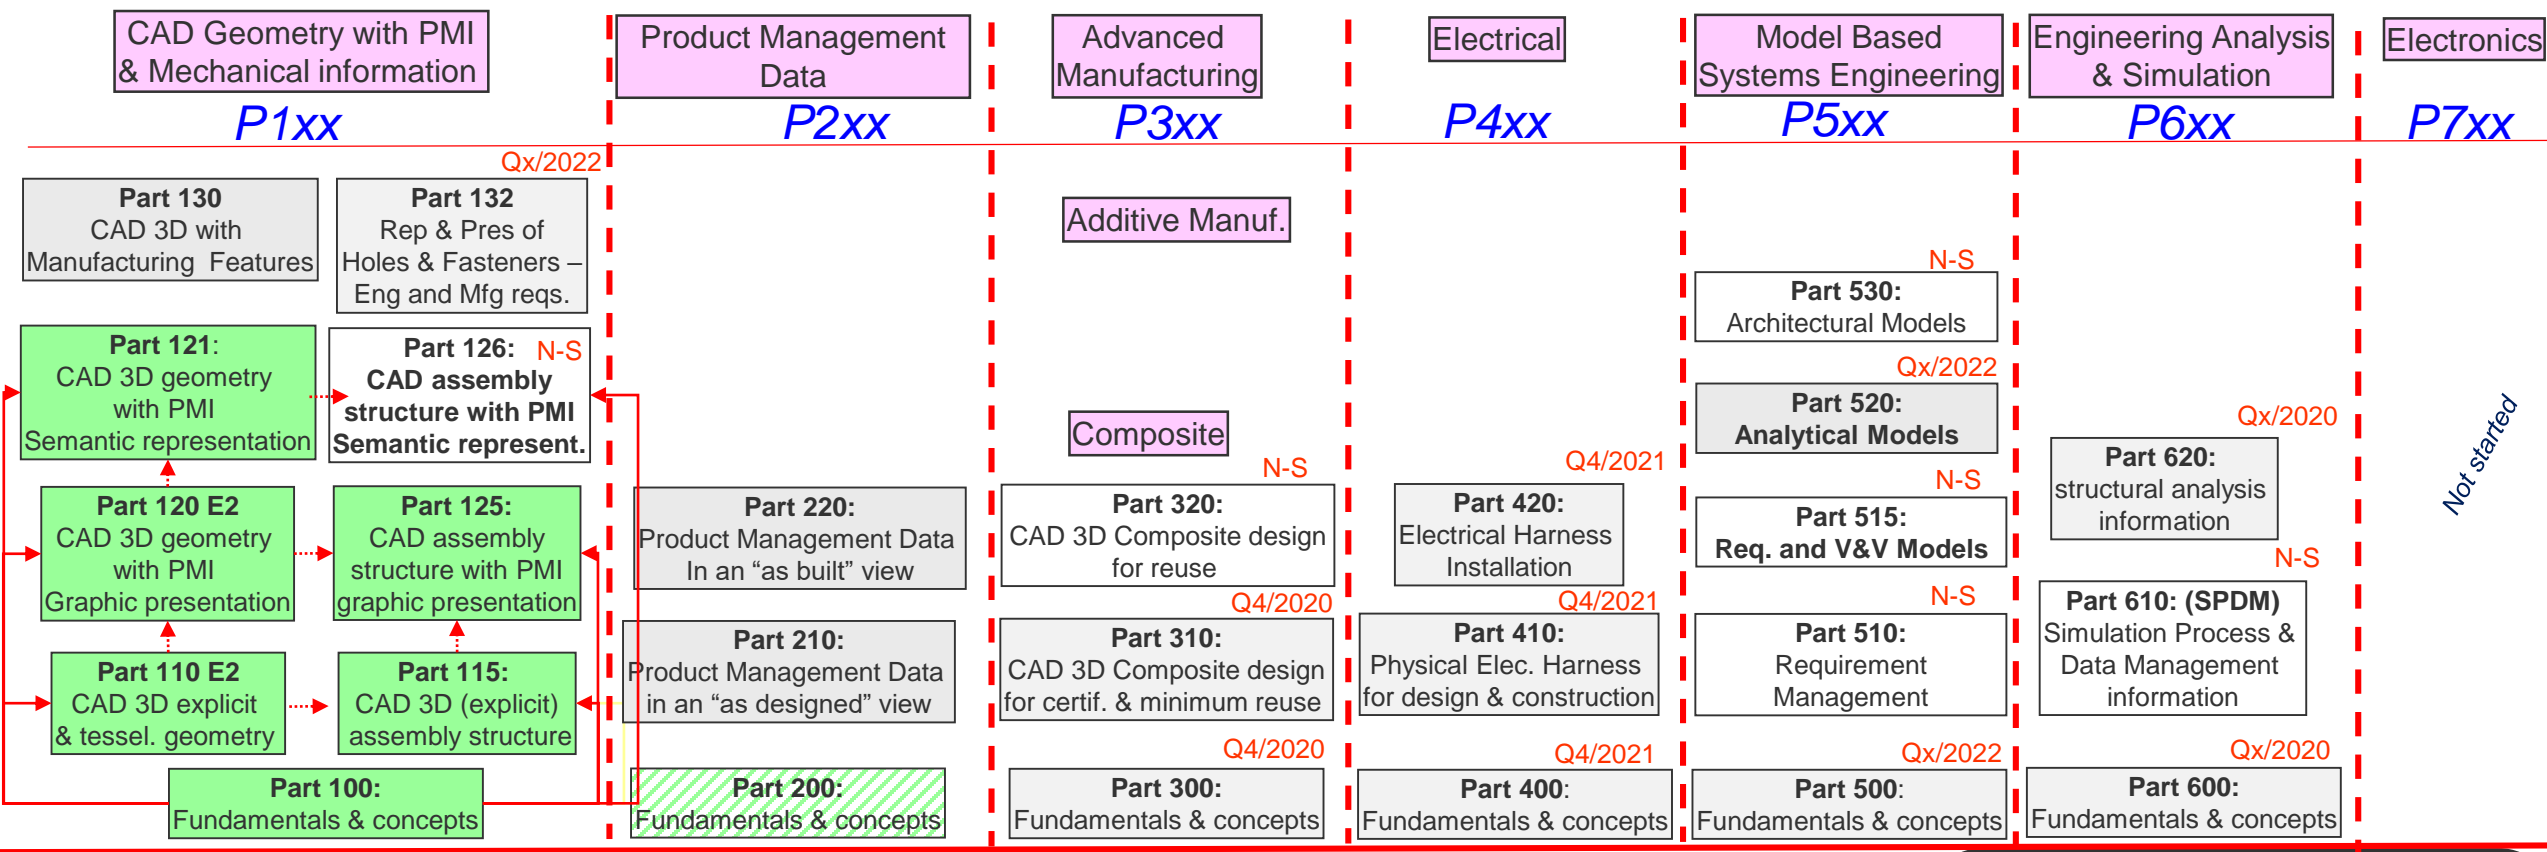 CAD Geometry with PMI
& Mechanical information
P1xx
Qx/2022
Part 130
CAD 3D with
Manufacturing Features
Part 132
Rep & Pres of
Holes & Fasteners –
Eng and Mfg reqs.
Part 121:
CAD 3D geometry
with PMI
Semantic representation
Part 126: N-S
CAD assembly
structure with PMI
Semantic represent.
Part 120 E2
CAD 3D geometry
with PMI
Graphic presentation
Part 125:
CAD assembly
structure with PMI
graphic presentation
Part 110 E2
CAD 3D explicit
& tessel. geometry
Part 115:
CAD 3D (explicit)
assembly structure
Part 100:
Fundamentals & concepts
Product Management
Data
P2xx
Part 220:
Product Management Data
In an “as built” view
Part 210:
Product Management Data
in an “as designed” view
Part 200:
Fundamentals & concepts
Advanced
Manufacturing
P3xx
Additive Manuf.
Composite
N-S
Part 320:
CAD 3D Composite design
for reuse
Q4/2020
Part 310:
CAD 3D Composite design
for certif. & minimum reuse
Q4/2020
Part 300:
Fundamentals & concepts
Electrical
P4xx
Q4/2021
Part 420:
Electrical Harness
Installation
Q4/2021
Part 410:
Physical Elec. Harness
for design & construction
Q4/2021
Part 400:
Fundamentals & concepts
Model Based
Systems Engineering
P5xx
N-S
Part 530:
Architectural Models
Qx/2022
Part 520:
Analytical Models
N-S
Part 515:
Req. and V&V Models
N-S
Part 510:
Requirement
Management
Qx/2022
Part 500:
Fundamentals & concepts
Engineering Analysis
& Simulation
P6xx
Qx/2020
Part 620:
structural analysis
information
N-S
Part 610: (SPDM)
Simulation Process &
Data Management
information
Qx/2020
Part 600:
Fundamentals & concepts
Electronics
P7xx
Not started